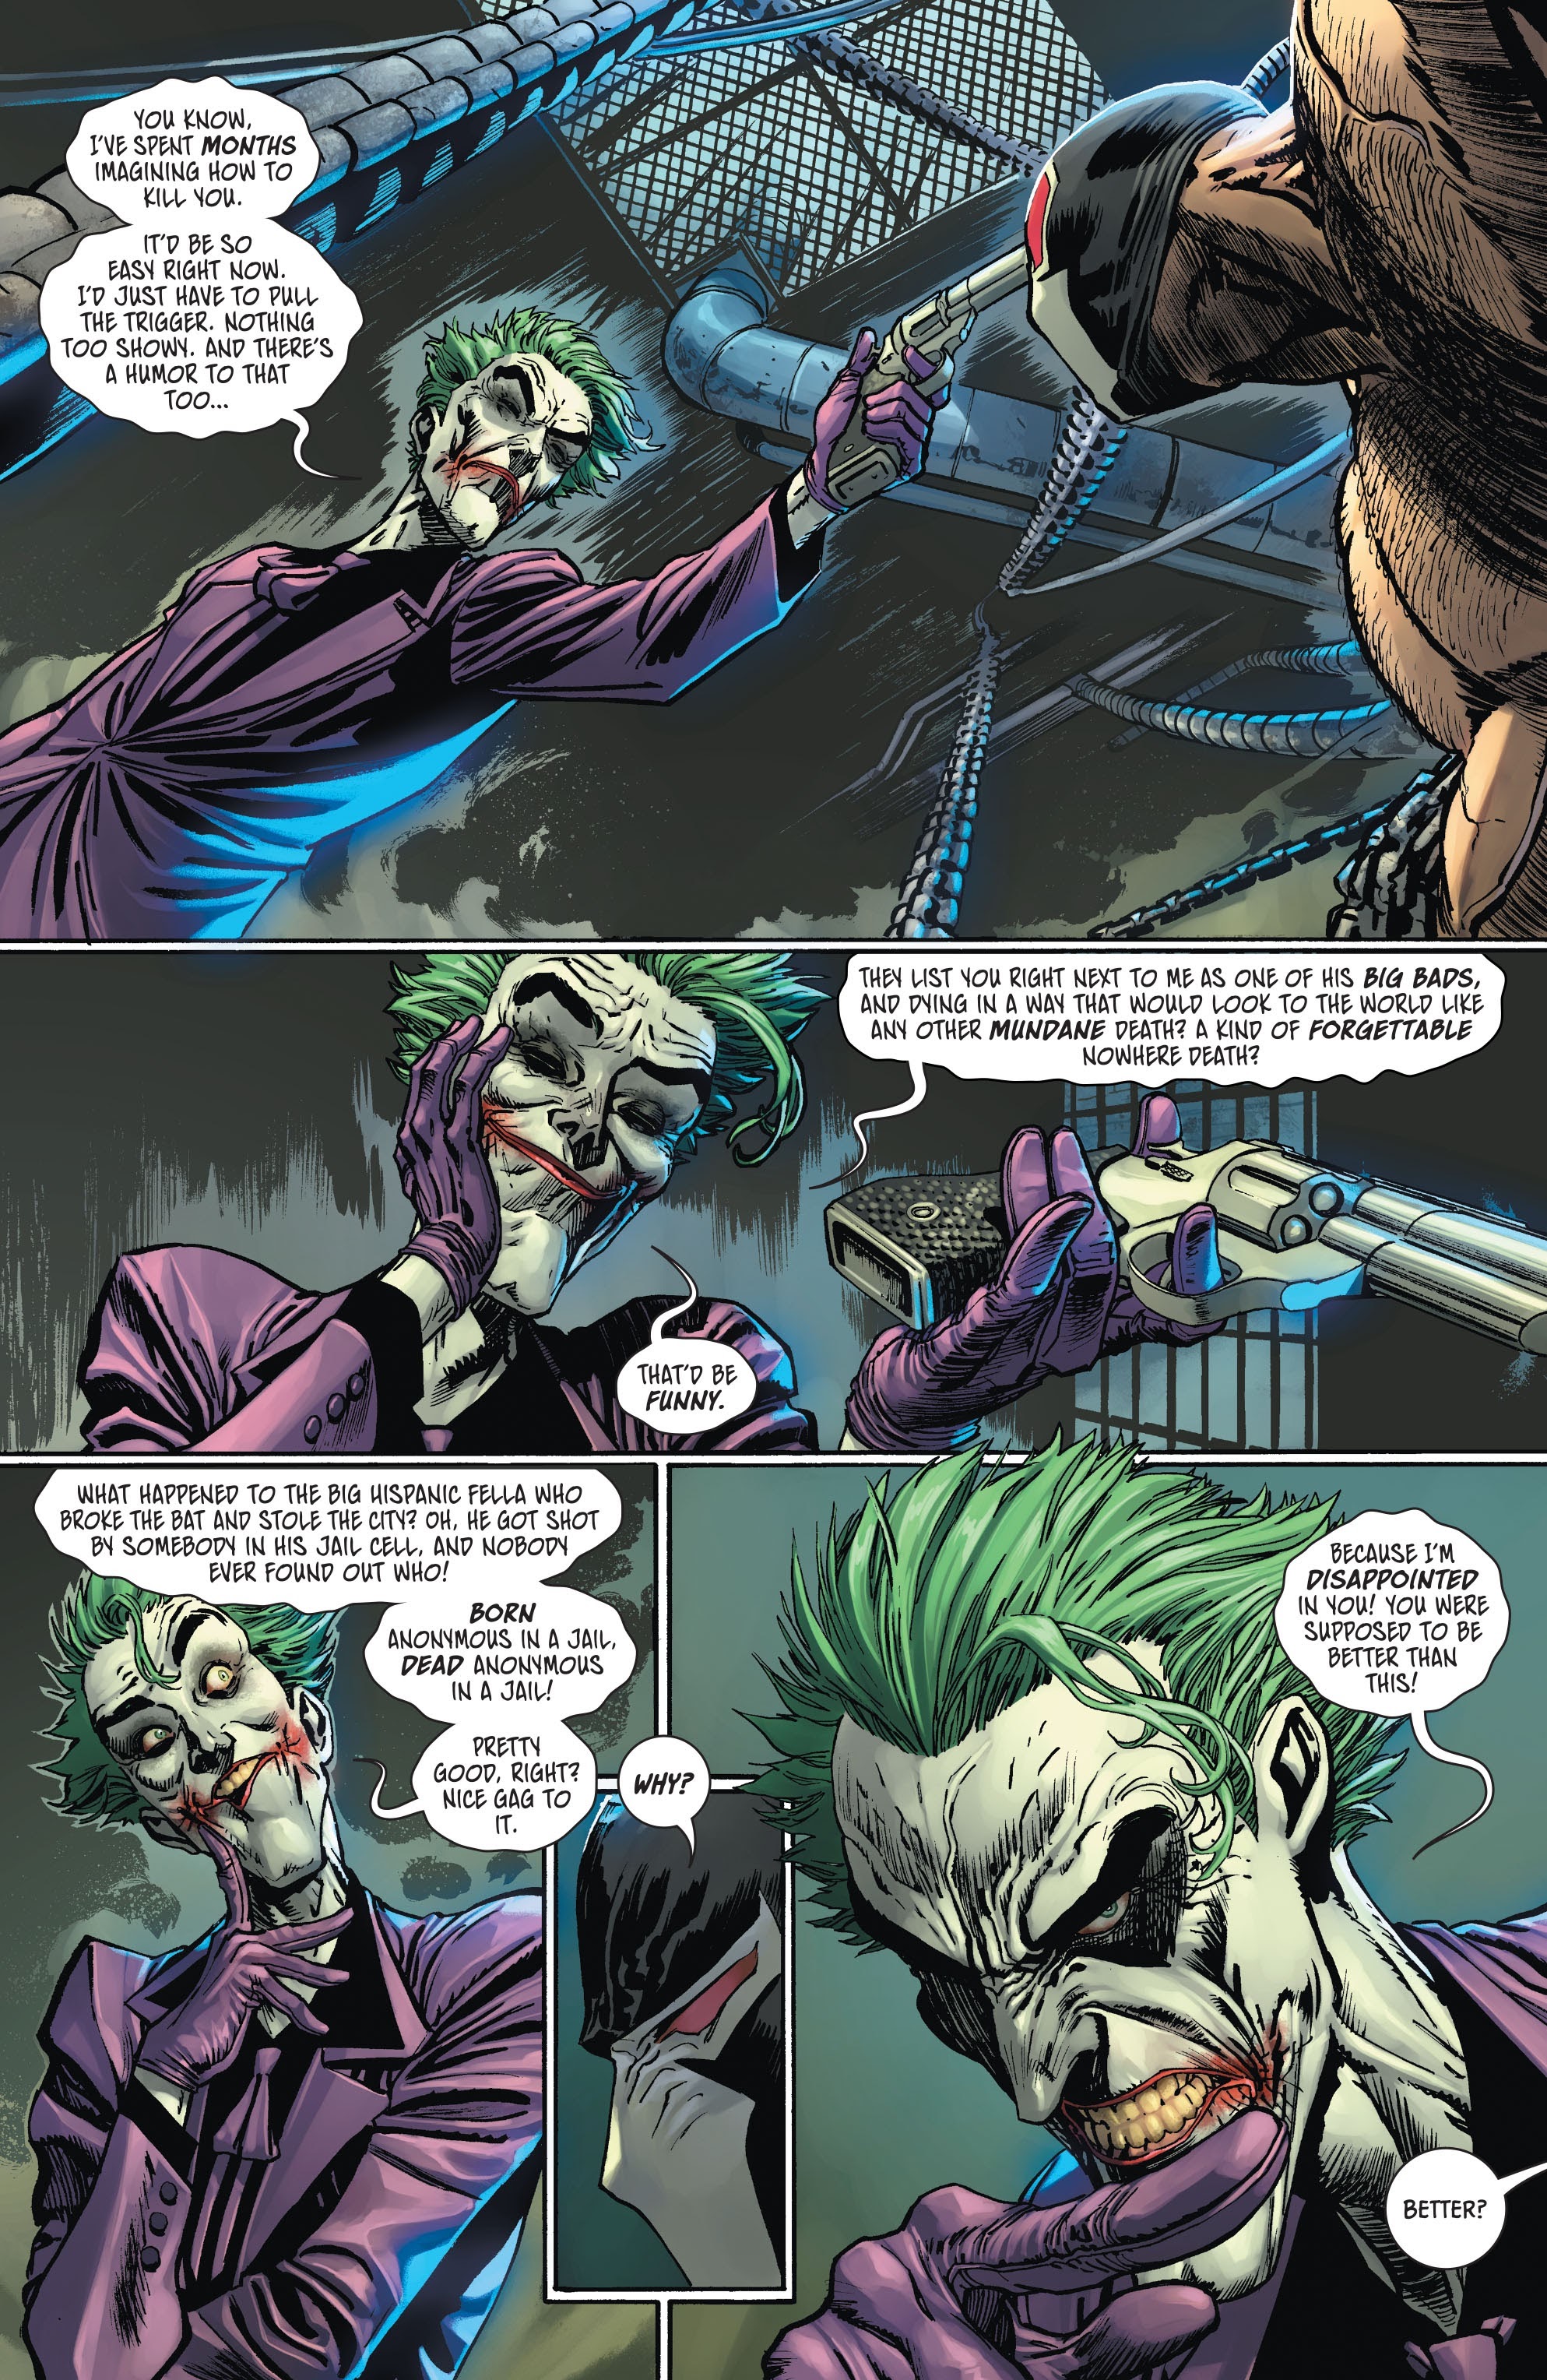 YOU KNOW,
I'VE SPENT MONTHS
IMAGINING HOW TO
KILL YOU.
IT'D BE SO
EASY RIGHT NOW.
I'D JUST HAVE TO PULL
THE TRIGGER. NOTHING
TOO SHOWY. AND THERE'S
A HUMOR TO THAT
TOO...
THEY LIST YOU RIGHT NEXT TO ME AS ONE OF HIS BIG BADS,
AND DYING IN A WAY THAT WOULD LOOK TO THE WORLD LIKE
ANY OTHER MUNDANE DEATH? A KIND OF FORGETTABLE
NOWHERE DEATH?
THAT'D BE
FUNNY.
WHAT HAPPENED TO THE BIG HISPANIC FELLA WHO
BROKE THE BAT AND STOLE THE CITY? OH, HE GOT SHOT
BY SOMEBODY IN HIS JAIL CELL, AND NOBODY
EVER FOUND OUT WHO!
BORN
ANONYMOUS IN A JAIL,
DEAD ANONYMOUS
IN A JAIL!
PRETTY
GOOD, RIGHT?
NICE GAG TO
IT.
WHY?
BECAUSE I'M
DISAPPOINTED
IN YOU! YOU WERE
SUPPOSED TO BE
BETTER THAN
THIS!
BETTER?